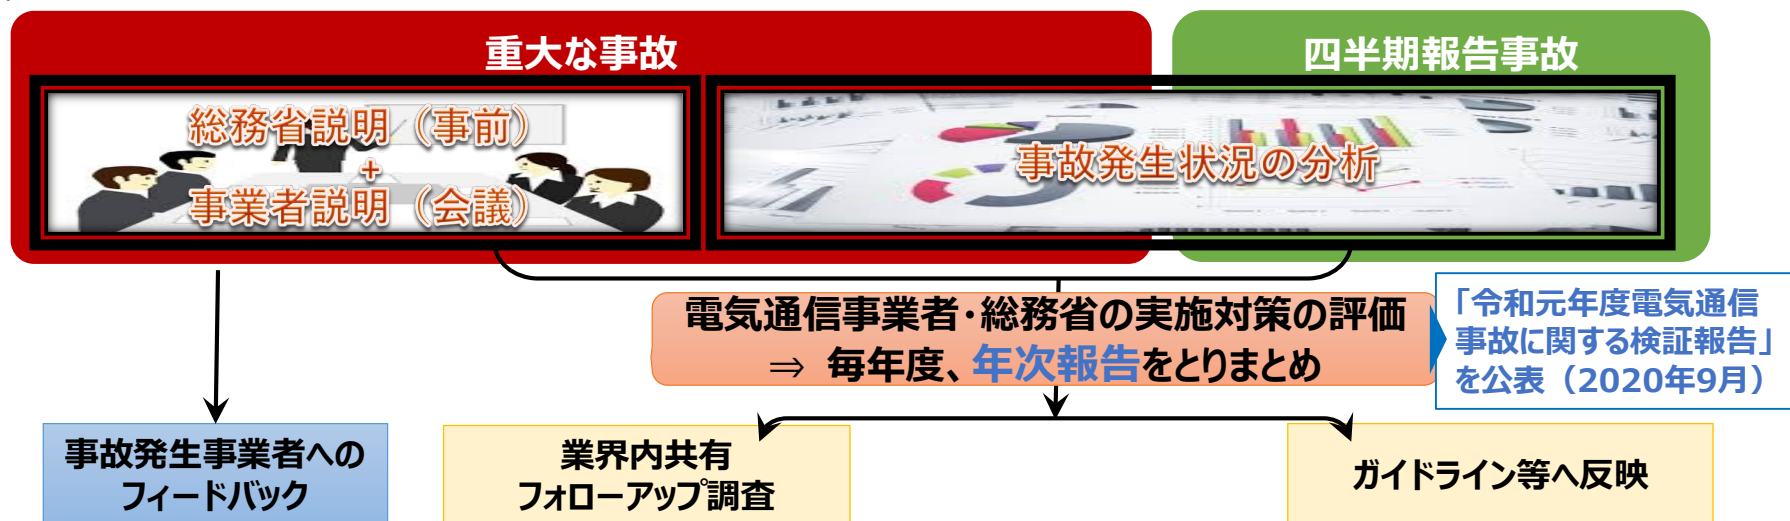 重大な事故
四半期報告事故
総務省説明（事前）
+
事業者説明（会議）
事故発生状況の分析
電気通信事業者・総務省の実施対策の評価
⇒ 毎年度、年次報告をとりまとめ
「令和元年度電気通信
事故に関する検証報告」
を公表（2020年9月）
事故発生事業者への
フィードバック
業界内共有
フォローアップ調査
ガイドライン等へ反映